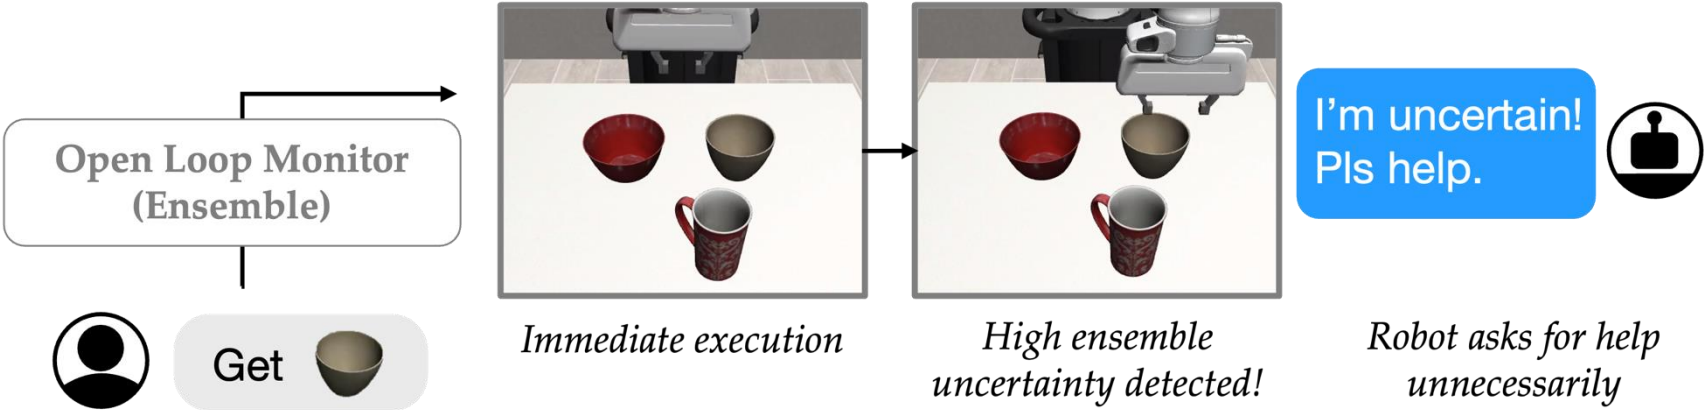 Open Loop Monitor
(Ensemble)
Get
Immediate execution
High ensemble
uncertainty detected!
I'm uncertain!
Pls help.
Robot asks for help
unnecessarily